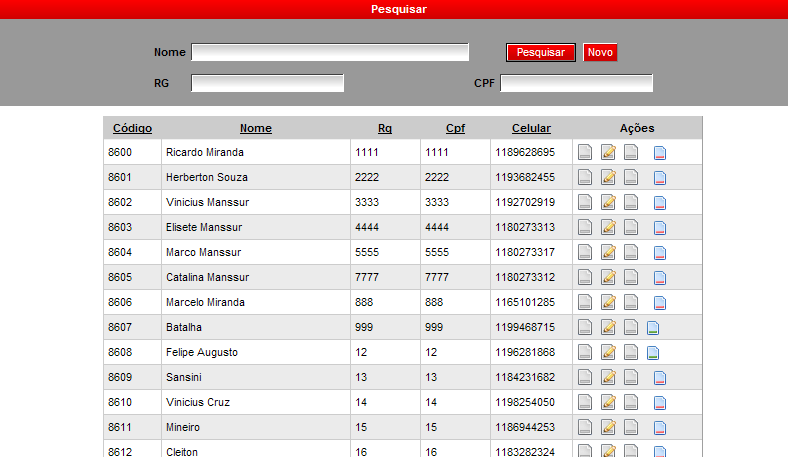 Pesquisar
Nome Pesquisar Novo
RG CPF
Código Nome Rg Cpf Celular Ações
8600 Ricardo Miranda 1111 1111 1189628695
8601 Herberton Souza 2222 2222 1193682455
8602 Vinicius Manssur 3333 3333 1192702919
8603 Elisete Manssur 4444 4444 1180273313
8604 Marco Manssur 5555 5555 1180273317
8605 Catalina Manssur 7777 7777 1180273312
8606 Marcelo Miranda 888 888 1165101285
8607 Batalha 999 999 1199468715
8608 Felipe Augusto 12 12 1196281868
8609 Sansini 13 13 1184231682
8610 Vinicius Cruz 14 14 1198254050
8611 Mineiro 15 15 1186944253
8612 Cleiton 16 16 1183282324